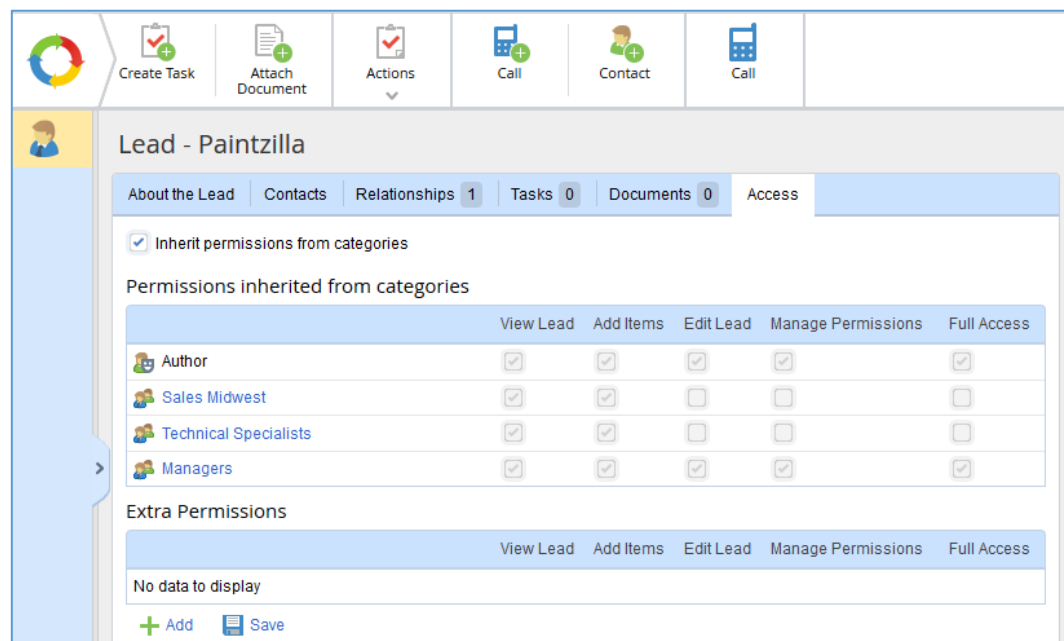 Create Task
Attach
Document
Actions
Call
Contact
Call
Lead - Paintzilla
About the Lead Contacts Relationships 1 Tasks 0 Documents 0 Access
Inherit permissions from categories
Permissions inherited from categories
View Lead Add Items Edit Lead Manage Permissions Full Access
Author
Sales Midwest
Technical Specialists
Managers
Extra Permissions
View Lead Add Items Edit Lead Manage Permissions Full Access
No data to display
Add Save